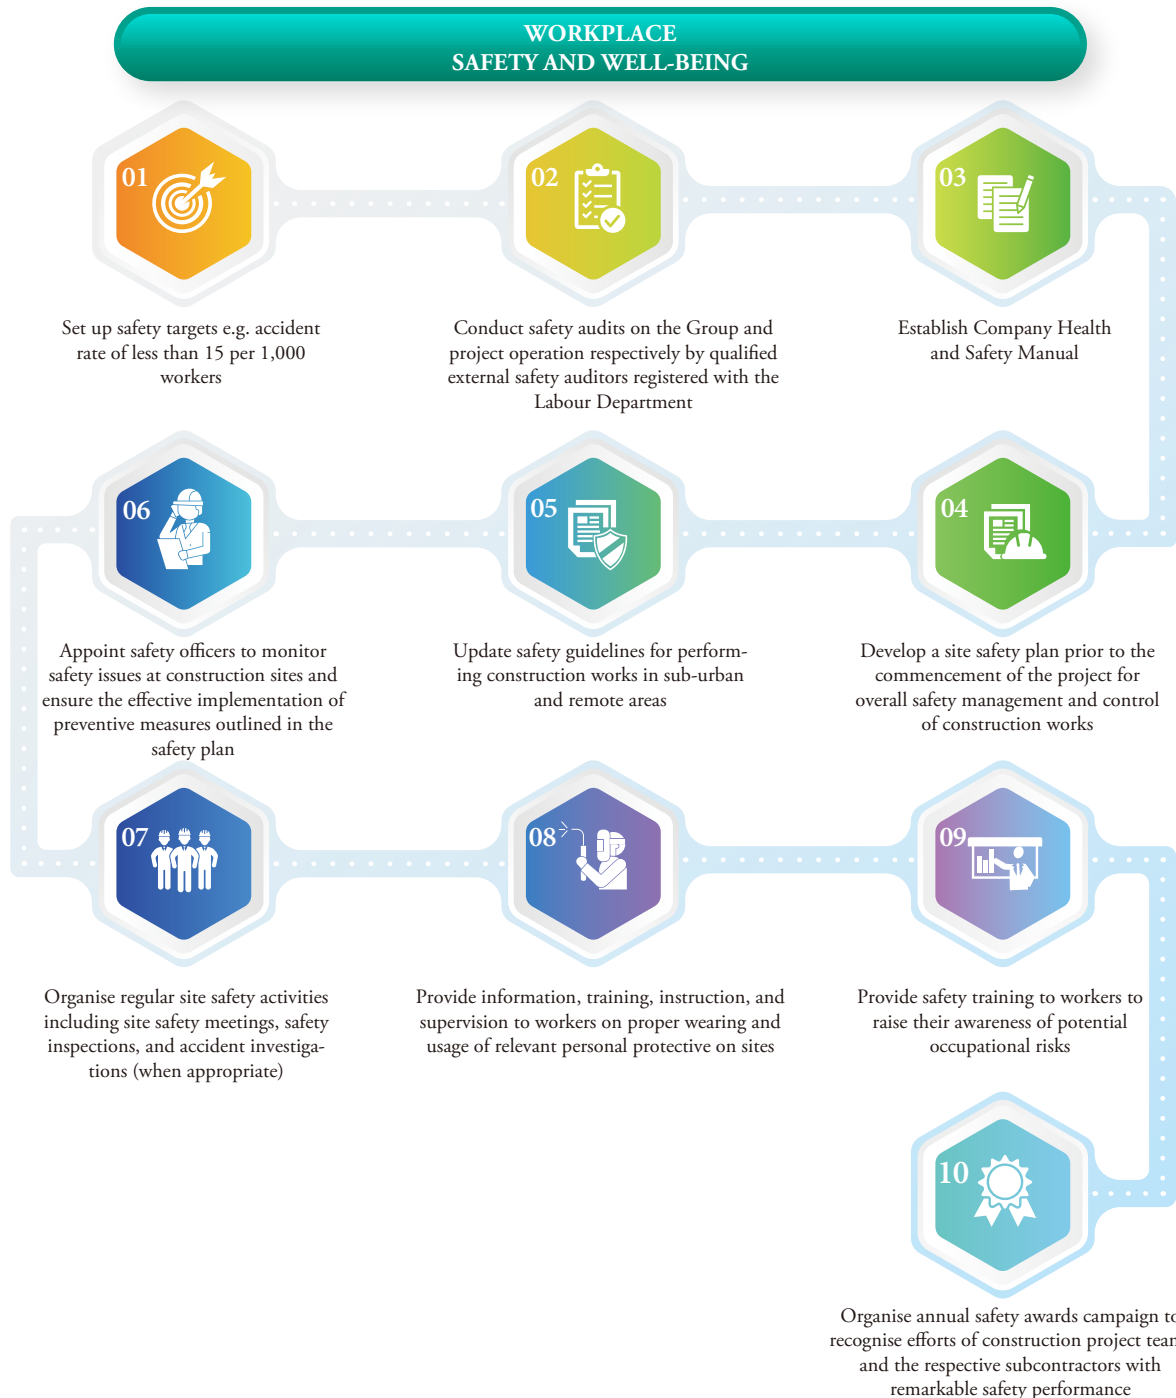 WORKPLACE
SAFETY AND WELL-BEING
01
Set up safety targets e.g. accident
rate of less than 15 per 1,000
workers
02
Conduct safety audits on the Group and
project operation respectively by qualified
external safety auditors registered with the
Labour Department
03
Establish Company Health
and Safety Manual
04
Develop a site safety plan prior to the
commencement of the project for
overall safety management and control
of construction works
05
Update safety guidelines for perform-
ing construction works in sub-urban
and remote areas
06
Appoint safety officers to monitor
safety issues at construction sites and
ensure the effective implementation of
preventive measures outlined in the
safety plan
07
Organise regular site safety activities
including site safety meetings, safety
inspections, and accident investiga-
tions (when appropriate)
08
Provide information, training, instruction, and
supervision to workers on proper wearing and
usage of relevant personal protective on sites
09
Provide safety training to workers to
raise their awareness of potential
occupational risks
10
Organise annual safety awards campaign to
recognise efforts of construction project team
and the respective subcontractors with
remarkable safety performance